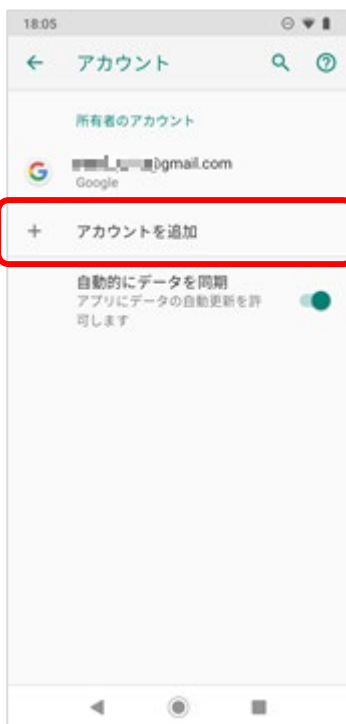 18:05
アカウント
所有者のアカウント
@gmail.com
Google
アカウントを追加
自動的にデータを同期
アプリにデータの自動更新を許
可します